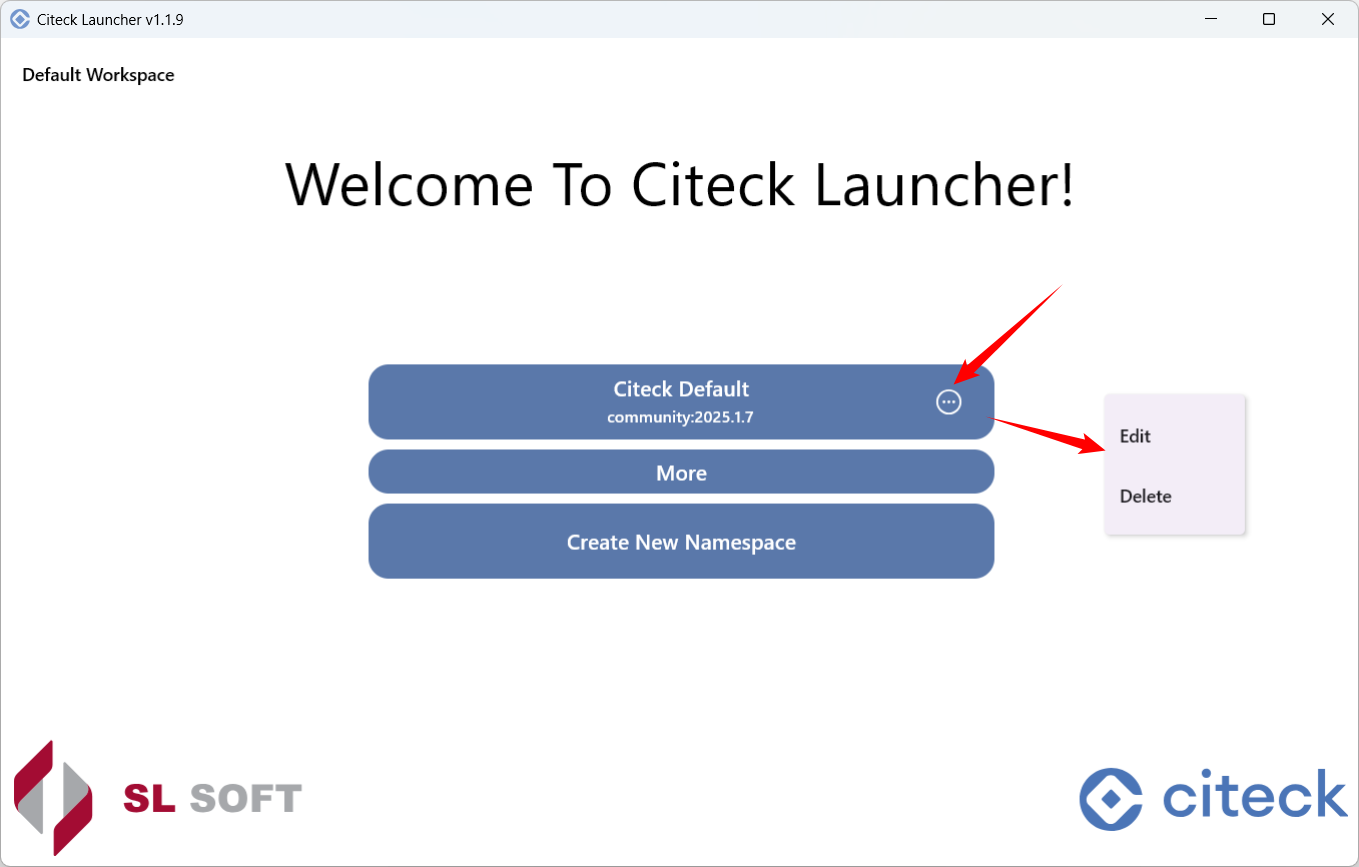 Citeck Launcher v1.1.9
Default Workspace
Welcome To Citeck Launcher!
Citeck Default
community:2025.1.7
More
Create New Namespace
Edit
Delete
SL SOFT
citeck